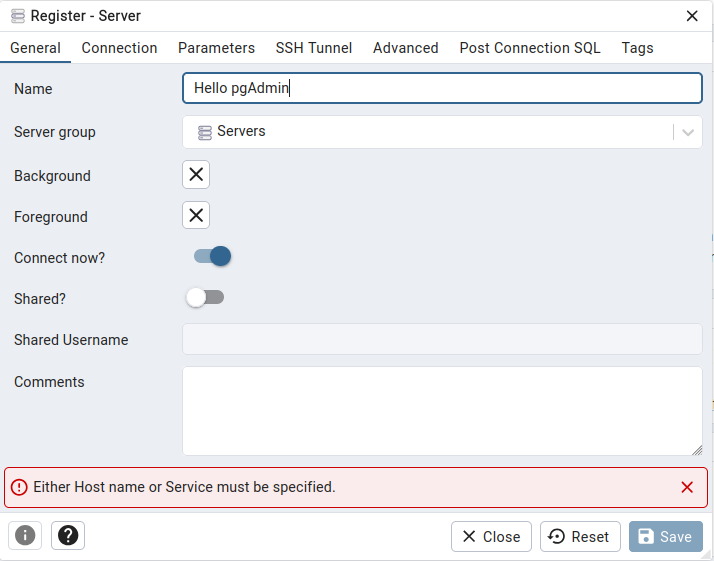 Register - Server
General Connection Parameters SSH Tunnel Advanced Post Connection SQL Tags
Name Hello pgAdmin
Server group Servers
Background
Foreground
Connect now?
Shared?
Shared Username
Comments
Either Host name or Service must be specified.
Close Reset Save